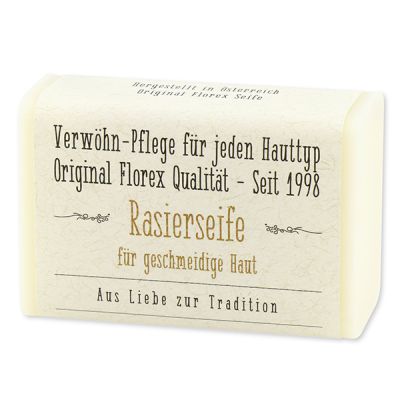 Hergestellt in Österreich
Original Florex Seife
Verwöhn-Pflege für jeden Hauttyp
Original Florex Qualität - Seit 1998
Rasierseife
für geschmeidige Haut
Aus Liebe zur Tradition